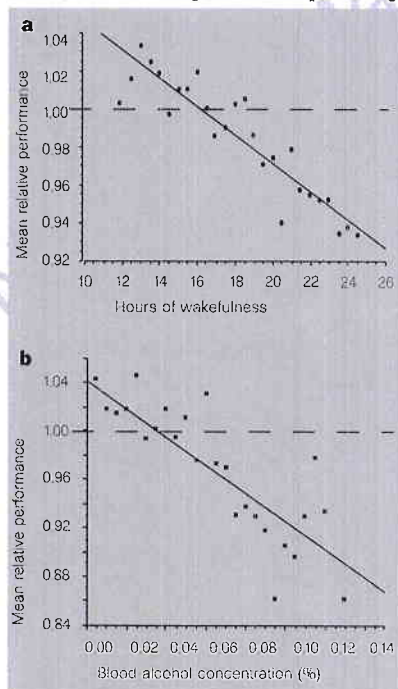 a
Mean relative performance
1.04
1.02
1.00
0.98
0.96
0.94
0.92
10 12 14 16 18 20 22 24 26
Hours of wakefulness
b
Mean relative performance
1.04
1.00
0.96
0.92
0.88
0.84
0.00 0.02 0.04 0.06 0.08 0.10 0.12 0.14
Blood alcohol concentration (%)